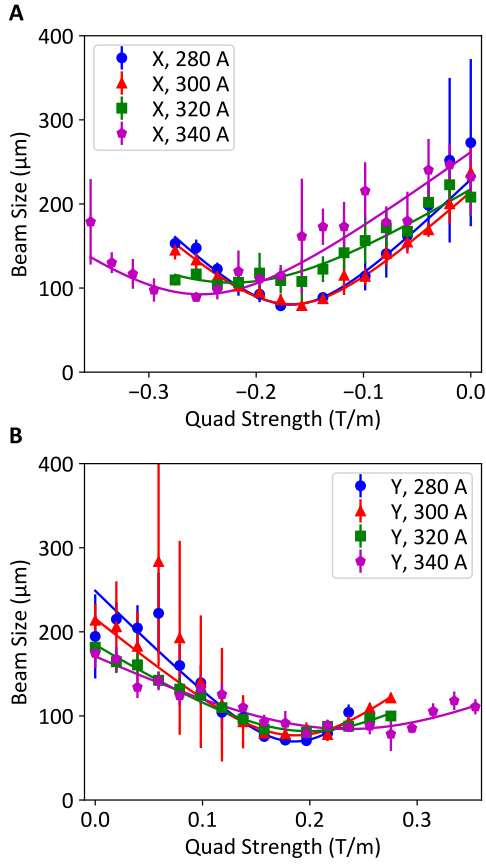 A
400
300
200
100
0
Beam Size (μm)
X, 280 A
X, 300 A
X, 320 A
X, 340 A
−0.3 −0.2 −0.1 0.0
Quad Strength (T/m)
B
400
300
200
100
0
Beam Size (μm)
Y, 280 A
Y, 300 A
Y, 320 A
Y, 340 A
0.0 0.1 0.2 0.3
Quad Strength (T/m)